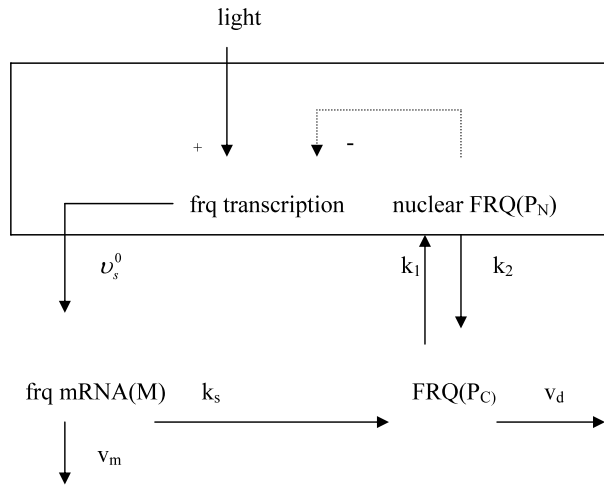 light
+
-
frq transcription nuclear FRQ(P_N)
υ_s^0 k_1 k_2
frq mRNA(M) k_s FRQ(P_C) v_d
v_m